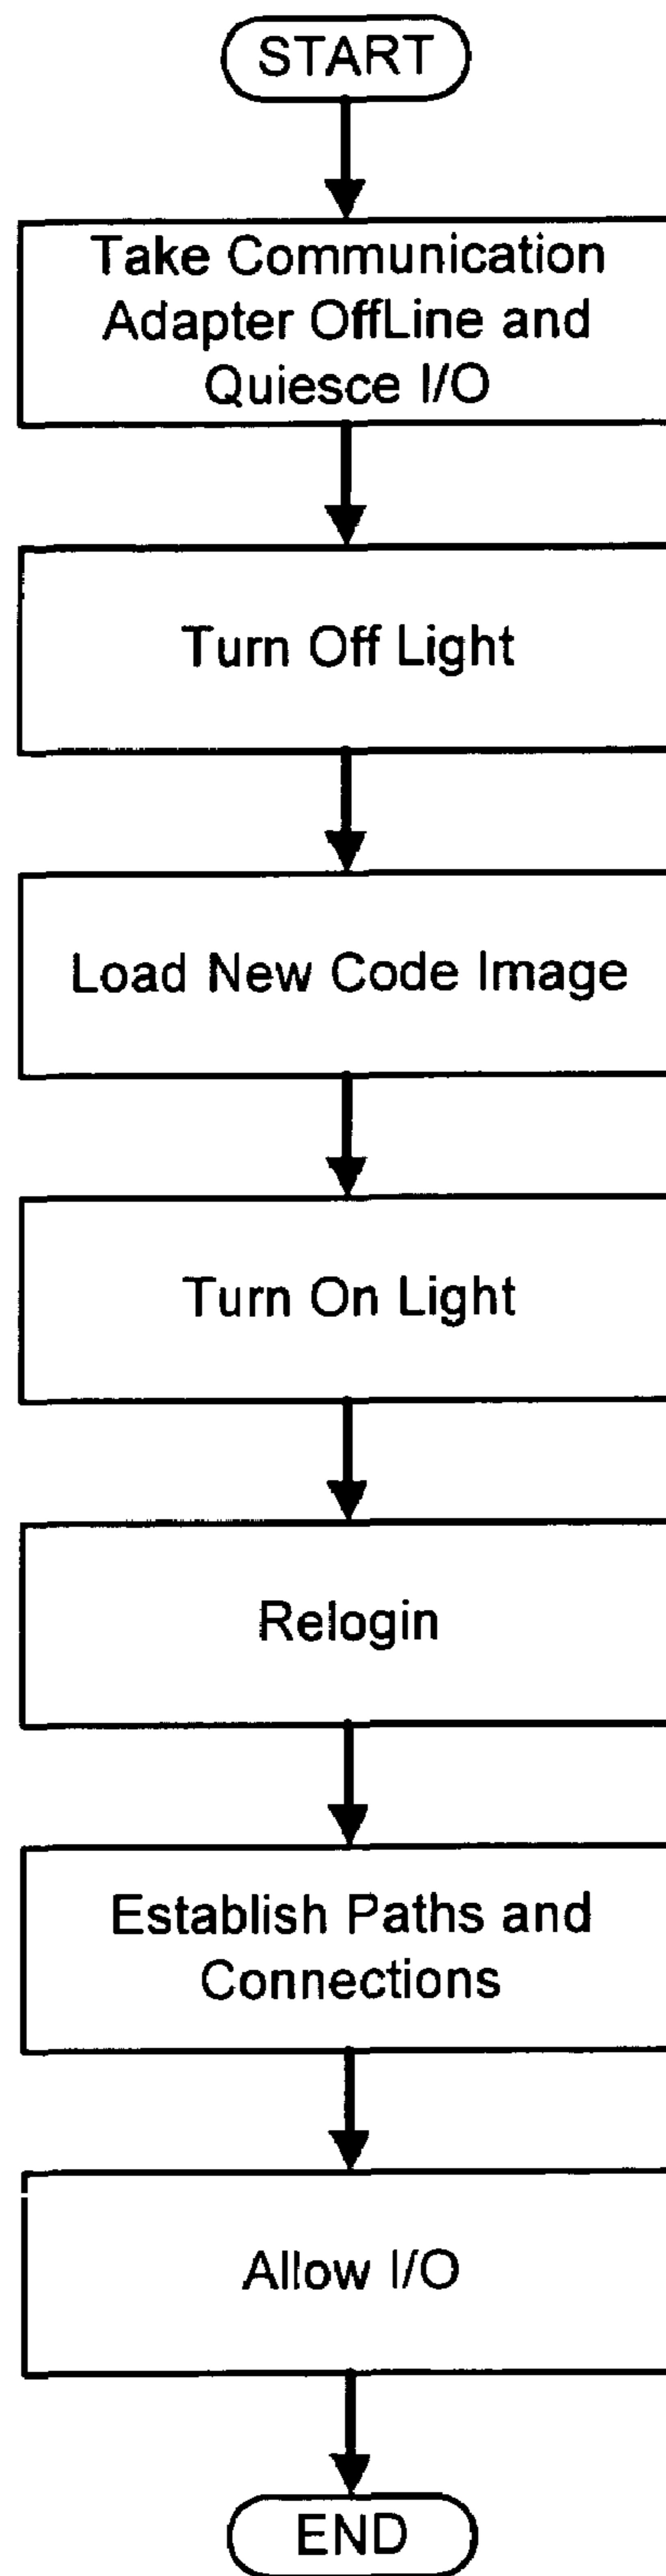 START
Take Communication
Adapter OffLine and
Quiesce I/O
Turn Off Light
Load New Code Image
Turn On Light
Relogin
Establish Paths and
Connections
Allow I/O
END